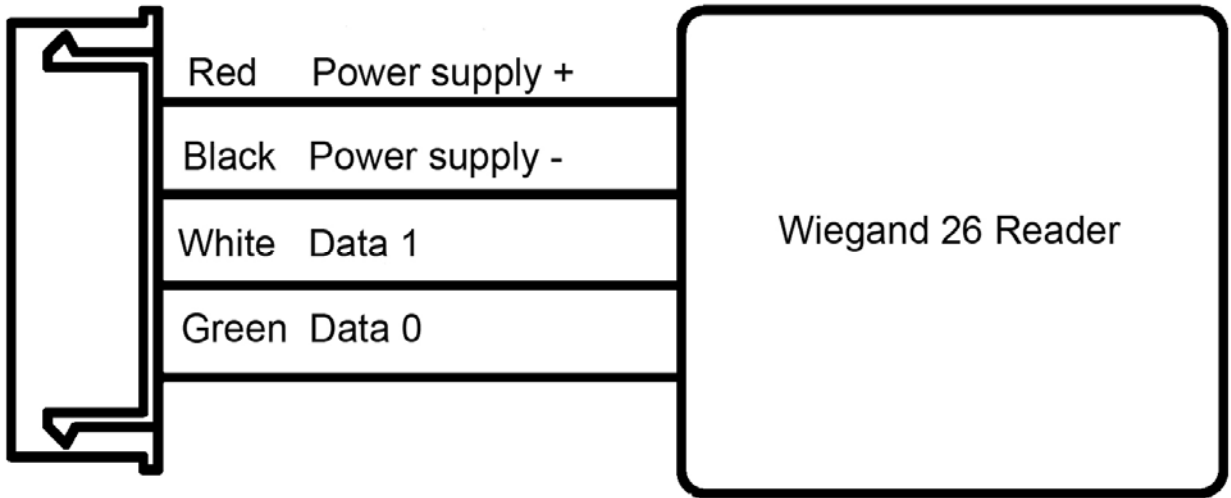 Red Power supply +
Black Power supply -
White Data 1
Green Data 0
Wiegand 26 Reader